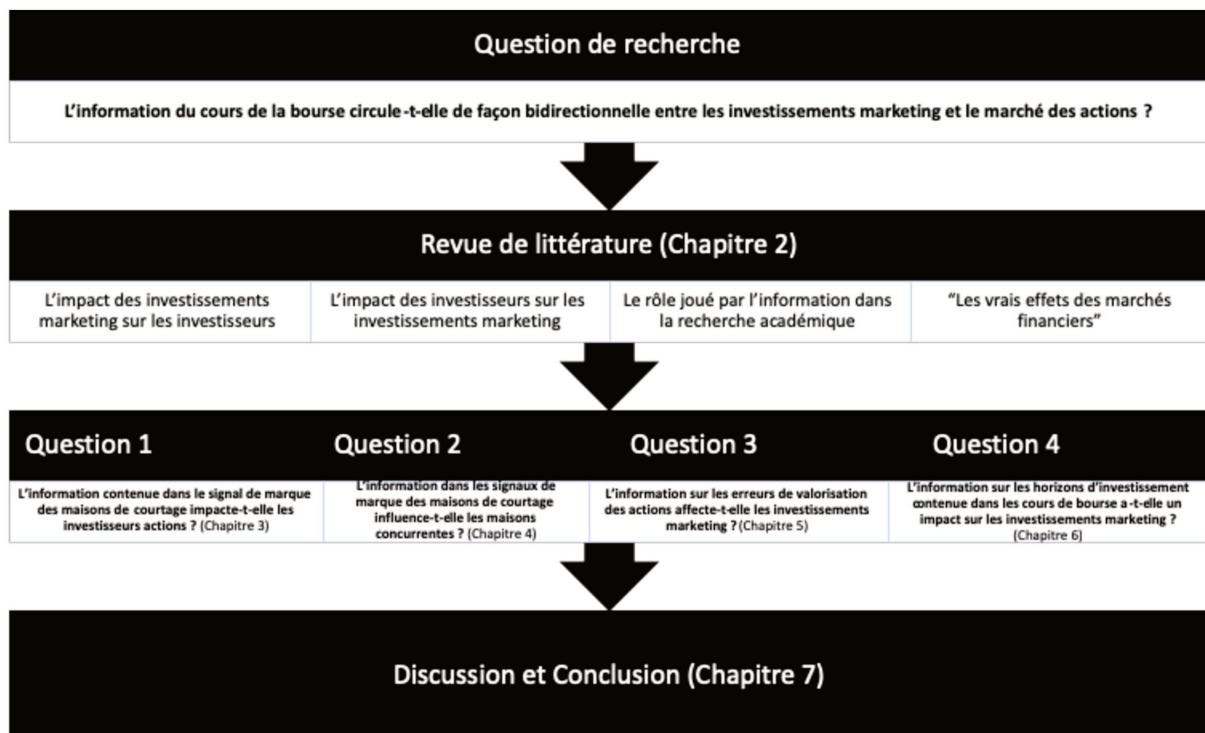 Question de recherche
L'information du cours de la bourse circule-t-elle de façon bidirectionnelle entre les investissements marketing et le marché des actions ?
Revue de littérature (Chapitre 2)
L'impact des investissements
marketing sur les investisseurs
L'impact des investisseurs sur les
investissements marketing
Le rôle joué par l'information dans
la recherche académique
"Les vrais effets des marchés
financiers"
Question 1
L'information contenue dans le signal de marque
des maisons de courtage impacte-t-elle les
investisseurs actions ? (Chapitre 3)
Question 2
L'information dans les signaux de
marque des maisons de courtage
influence-t-elle les maisons
concurrentes ? (Chapitre 4)
Question 3
L'information sur les erreurs de valorisation
des actions affecte-t-elle les investissements
marketing ? (Chapitre 5)
Question 4
L'information sur les horizons d'investissement
contenue dans les cours de bourse a-t-elle un
impact sur les investissements marketing ?
(Chapitre 6)
Discussion et Conclusion (Chapitre 7)